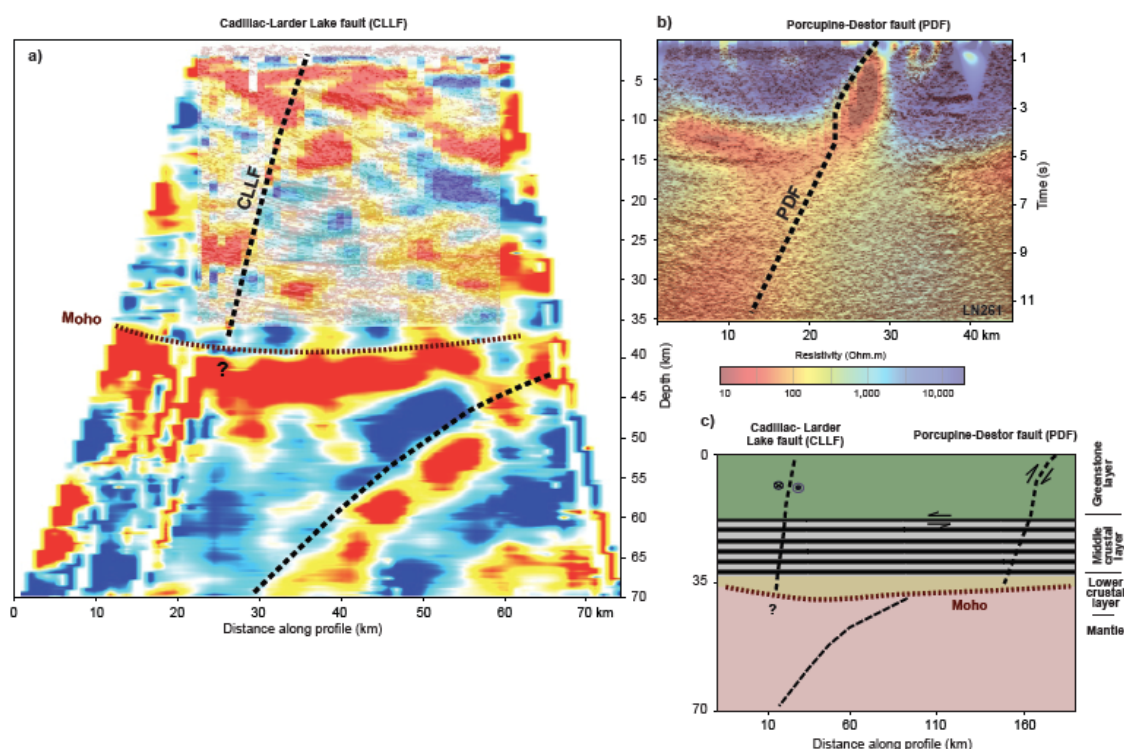 Cadillac-Larder Lake fault (CLLF)
a)
5
10
15
20
25
30
35
40
45
50
55
60
65
70
Depth (km)
CLLF
Moho
?
0
10
20
30
40
50
60
70 km
Distance along profile (km)
b)
Porcupine-Destor fault (PDF)
PDF
1
3
5
7
9
11
Time (s)
LN261
10
20
30
40 km
Resistivity (Ohm.m)
10
100
1,000
10,000
c)
Cadillac- Larder
Lake fault (CLLF)
Porcupine-Destor fault (PDF)
0
35
70
?
Moho
Greenstone
layer
Middle
crustal
layer
Lower
crustal
layer
Mantle
10
60
110
160
Distance along profile (km)